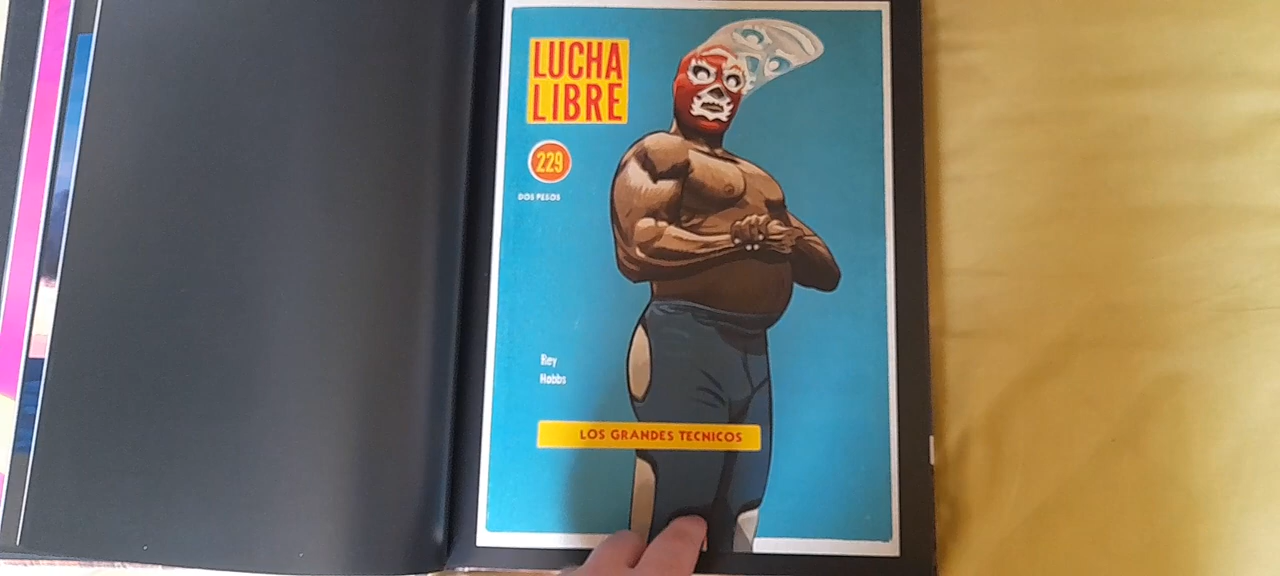 LUCHA
LIBRE
229
DOS PESOS
Rey
Hobbs
LOS GRANDES TECNICOS